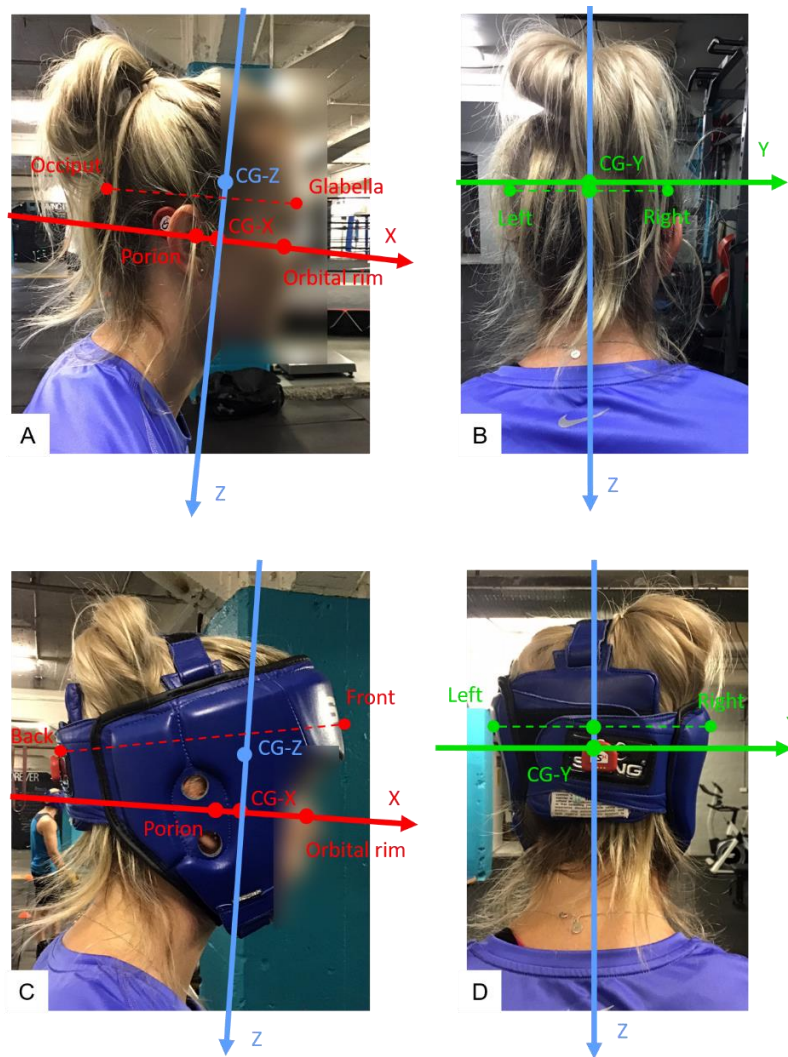 Occiput
CG-Z
Glabella
CG-X
X
Porion
Orbital rim
A
Z
CG-Y
Y
Left
Right
B
Z
Front
Back
CG-Z
CG-X
X
Porion
Orbital rim
C
Z
Left
Right
CG-Y
D
Z